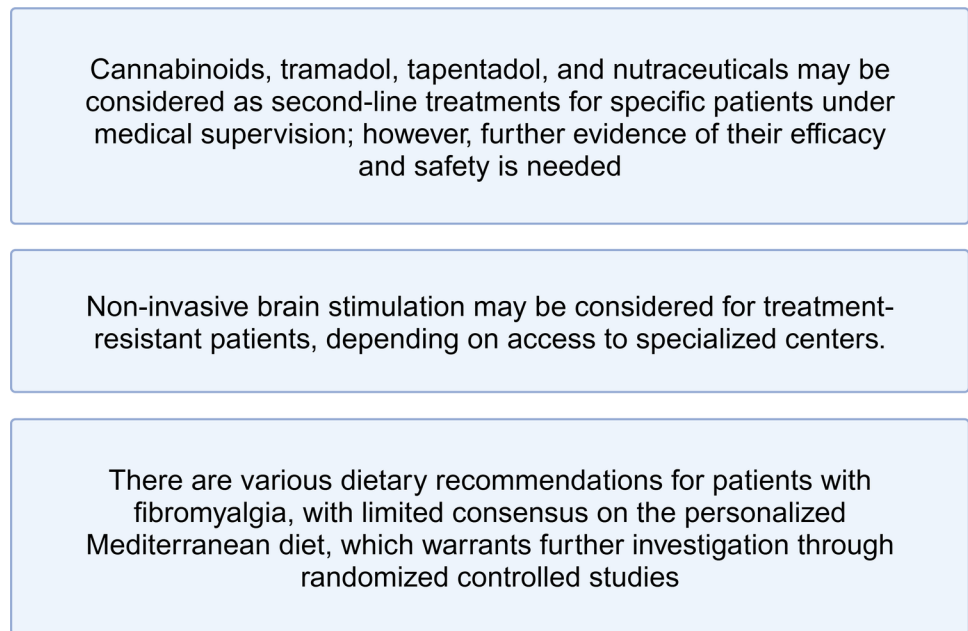 Cannabinoids, tramadol, tapentadol, and nutraceuticals may be
considered as second-line treatments for specific patients under
medical supervision; however, further evidence of their efficacy
and safety is needed
Non-invasive brain stimulation may be considered for treatment-
resistant patients, depending on access to specialized centers.
There are various dietary recommendations for patients with
fibromyalgia, with limited consensus on the personalized
Mediterranean diet, which warrants further investigation through
randomized controlled studies